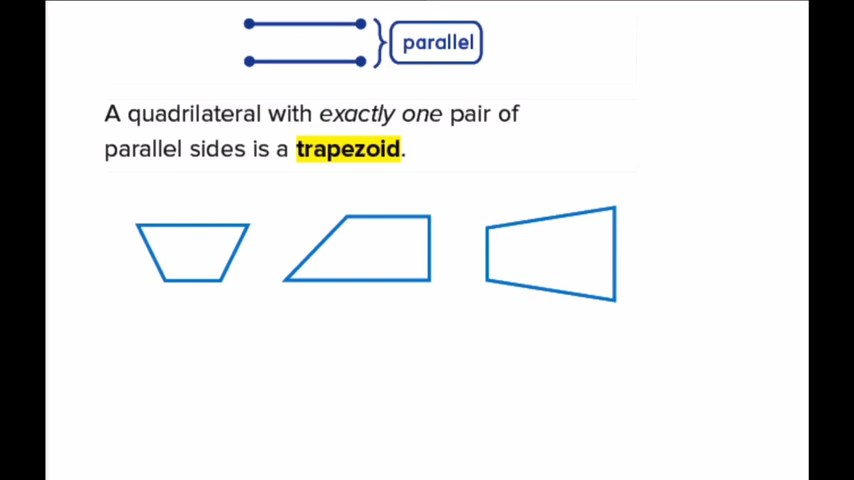 parallel
A quadrilateral with exactly one pair of
parallel sides is a trapezoid.